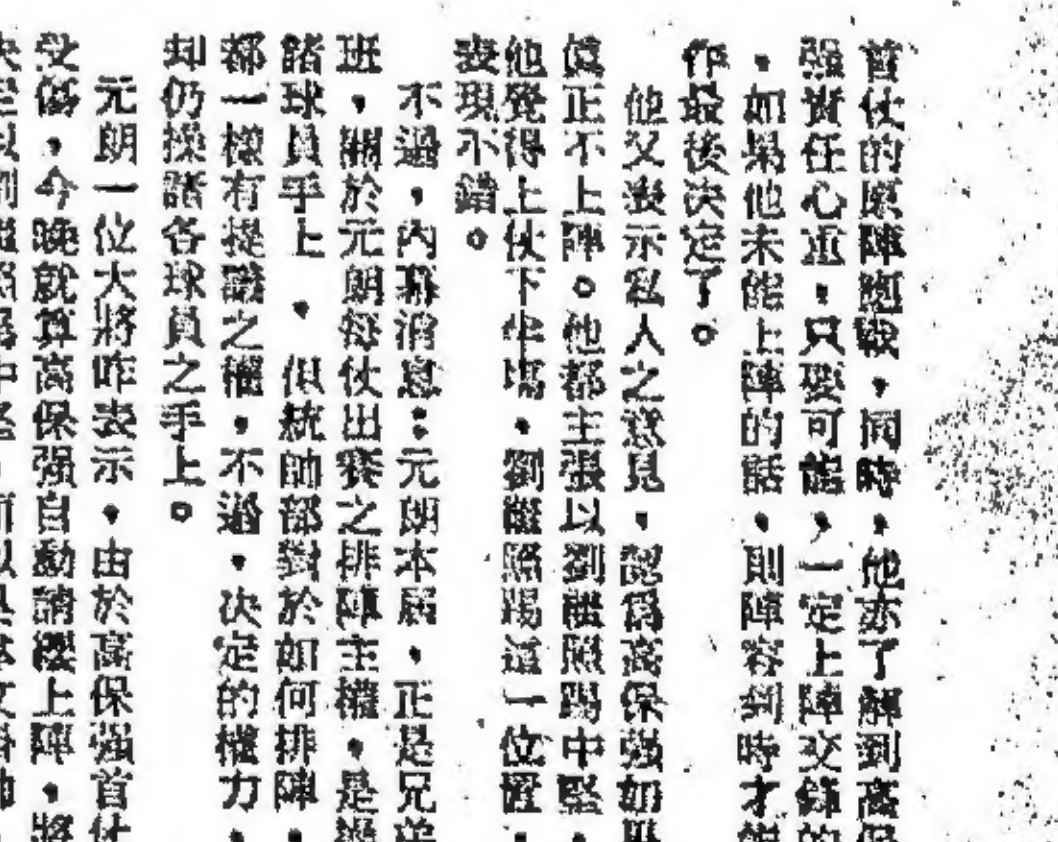 首仗的原陣應戰，同時，他亦了解到高保
强責任心重，只要可能，一定上陣交鋒的
，如果他未能上陣的話，則陣容到時才能
作最後決定了。
他又表示私人之意見，認爲高保强如果
眞正不上陣。他都主張以劉繼照踢中堅，
他覺得上仗下半塲，劉繼照踢這一位置，
表現不錯。
不過，內幕消息：元朗本屆，正是兄弟
班，關於元朗每仗出賽之排陣主權，是操
諸球員手上，但統帥部對於如何排陣，
都一樣有提議之權，不過，决定的權力，
却仍操諸各球員之手上。
元朗一位大將昨表示，由於高保强首仗
受傷，今晚就算高保强自動請纓上陣，將